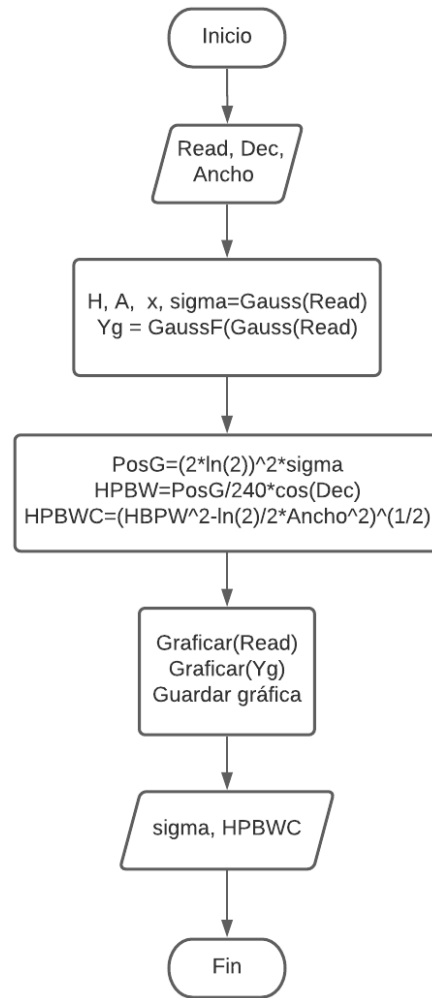 Inicio
Read, Dec,
Ancho
H, A, x, sigma=Gauss(Read)
Yg = GaussF(Gauss(Read)
PosG=(2*ln(2))^2*sigma
HPBW=PosG/240*cos(Dec)
HPBWC=(HBPW^2-ln(2)/2*Ancho^2)^(1/2)
Graficar(Read)
Graficar(Yg)
Guardar gráfica
sigma, HPBWC
Fin